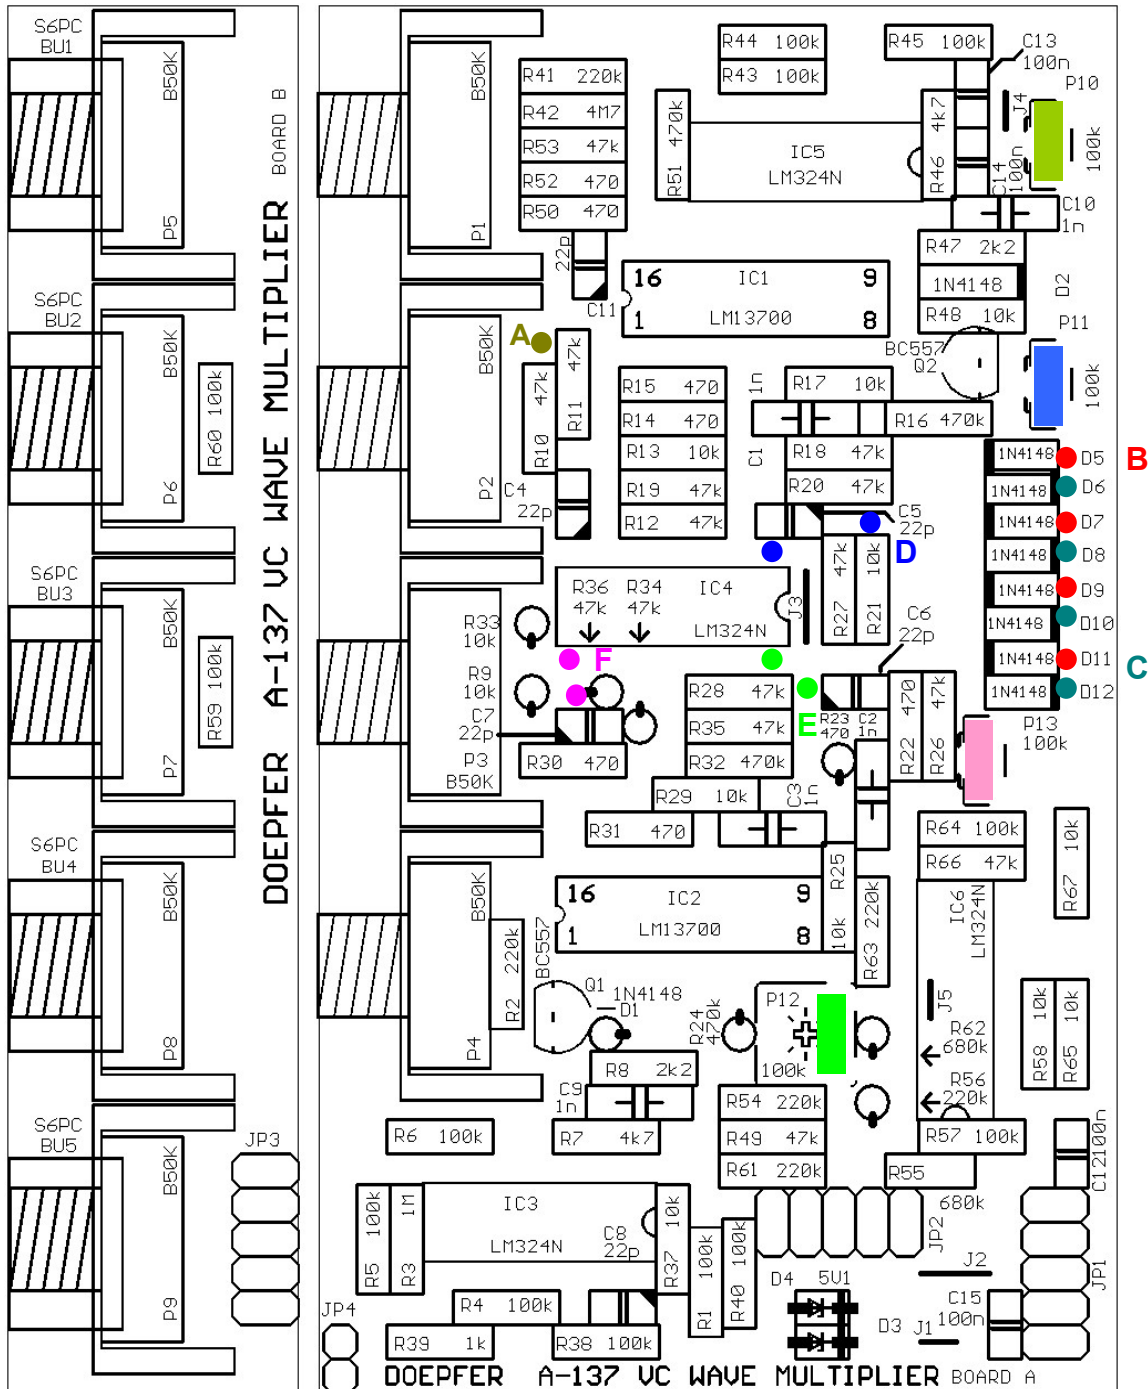 S6PC
BU1
B50K
P5
S6PC
BU2
B50K
R60 100k
P6
S6PC
BU3
B50K
R59 100k
P7
S6PC
BU4
B50K
P8
S6PC
BU5
B50K
P9
JP3
BOARD B
DOEPFER A-137 VC WAVE MULTIPLIER
B50K
P1
R41 220k
R42 4M7
R53 47k
R52 470
R50 470
22p
C11
R44 100k
R43 100k
R45 100k
C13
100n
P10
R51 470k
IC5
LM324N
R46 4k7
J4
C14
100n
100k
C10
1n
R47 2k2
1N4148
D2
R48 10k
16 IC1 9
1 LM13700 8
BC557
Q2
P11
100k
A
B50K
P2
R10 47k
R11 47k
C4
22p
R15 470
R14 470
R13 10k
R19 47k
R12 47k
1n
C1
R17 10k
R16 470k
R18 47k
R20 47k
C5
22p
D
1N4148 D5 B
1N4148 D6
1N4148 D7
1N4148 D8
1N4148 D9
1N4148 D10
1N4148 D11 C
1N4148 D12
R36 R34 IC4
47k 47k
LM324N
J3
R27 47k
R21 10k
C6
22p
R33
10k
F
R9
10k
C7
22p
P3
B50K
R30 470
R28 47k
R35 47k
R32 470k
E
R23
470
C2
1n
R22 470
R26 47k
P13
100k
R29 10k
C3
1n
R31 470
R64 100k
R66 47k
R67 10k
B50K
P4
R2 220k
BC557
16 IC2 9
1 LM13700 8
R25
10k
R63 220k
IC6
LM324N
Q1
1N4148
D1
R24
470k
P12
100k
J5
R62
680k
R56
220k
R58 10k
R65 10k
R8 2k2
C9
1n
R7 4k7
R6 100k
R54 220k
R49 47k
R61 220k
R57 100k
R55
680k
C12 100n
R5 100k
R3 1M
IC3
LM324N
C8
22p
R37 10k
R1 100k
R40 100k
JP2
J2
JP1
D4 5V1
D3
J1
C15
100n
JP4
R4 100k
R39 1k
R38 100k
DOEPFER A-137 VC WAVE MULTIPLIER BOARD A